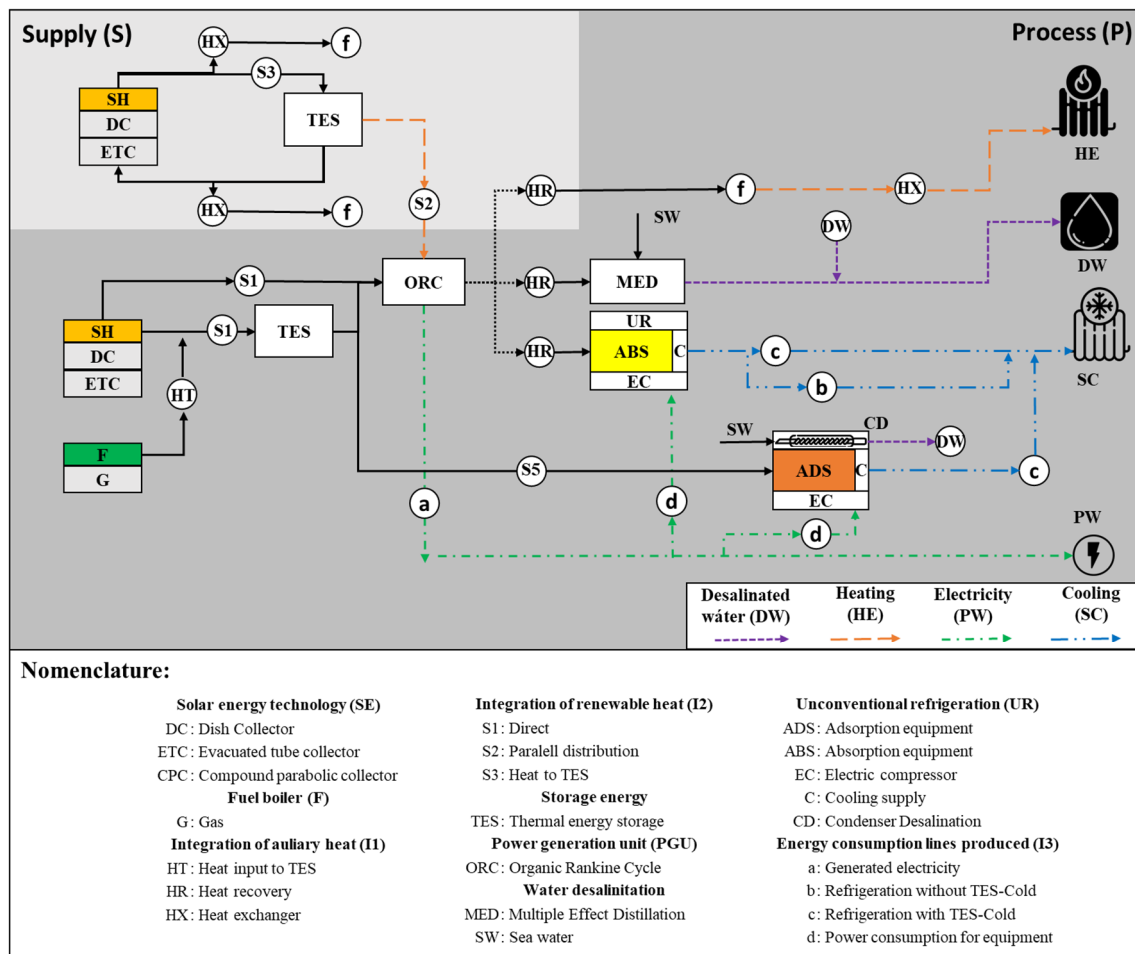 Supply (S)
Process (P)
HX
f
S3
SH
DC
ETC
TES
HX
f
S2
HE
HR
f
HX
SW
DW
DW
S1
ORC
HR
MED
SH
DC
ETC
S1
TES
HT
HR
UR
ABS
C
EC
c
b
SC
F
G
SW
CD
DW
S5
ADS
C
EC
c
a
d
d
PW
Desalinated
wáter (DW)
Heating
(HE)
Electricity
(PW)
Cooling
(SC)
Nomenclature:
Solar energy technology (SE)
DC: Dish Collector
ETC: Evacuated tube collector
CPC: Compound parabolic collector
Fuel boiler (F)
G: Gas
Integration of auliary heat (I1)
HT: Heat input to TES
HR: Heat recovery
HX: Heat exchanger
Integration of renewable heat (I2)
S1: Direct
S2: Paralell distribution
S3: Heat to TES
Storage energy
TES: Thermal energy storage
Power generation unit (PGU)
ORC: Organic Rankine Cycle
Water desalinitation
MED: Multiple Effect Distillation
SW: Sea water
Unconventional refrigeration (UR)
ADS: Adsorption equipment
ABS: Absorption equipment
EC: Electric compressor
C: Cooling supply
CD: Condenser Desalination
Energy consumption lines produced (I3)
a: Generated electricity
b: Refrigeration without TES-Cold
c: Refrigeration with TES-Cold
d: Power consumption for equipment